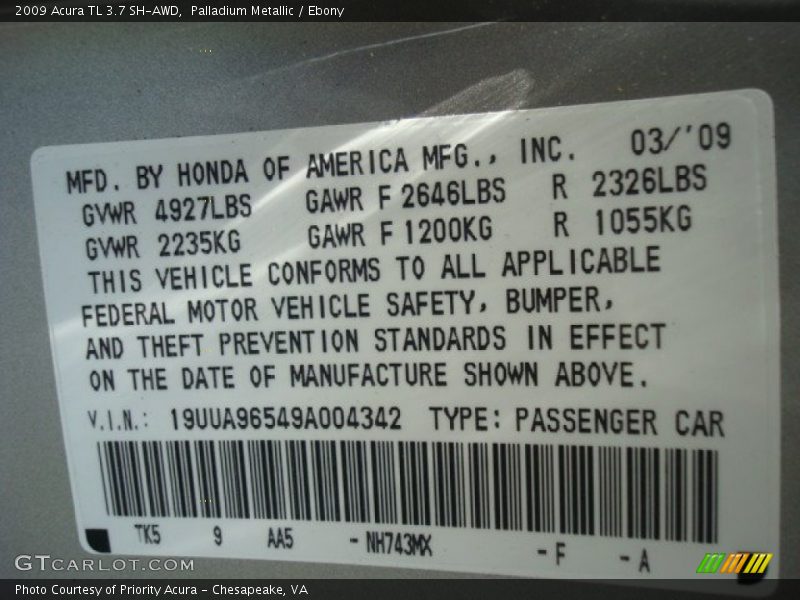 2009 Acura TL 3.7 SH-AWD,  Palladium Metallic / Ebony
MFD. BY HONDA OF AMERICA MFG., INC. 03/'09
GVWR 4927LBS GAWR F 2646LBS R 2326LBS
GVWR 2235KG GAWR F 1200KG R 1055KG
THIS VEHICLE CONFORMS TO ALL APPLICABLE
FEDERAL MOTOR VEHICLE SAFETY, BUMPER,
AND THEFT PREVENTION STANDARDS IN EFFECT
ON THE DATE OF MANUFACTURE SHOWN ABOVE.
V.I.N.: 19UUA96549A004342 TYPE: PASSENGER CAR
TK5 9 AA5 -NH743MX -F -A
GTCARLOT.COM
Photo Courtesy of Priority Acura - Chesapeake, VA